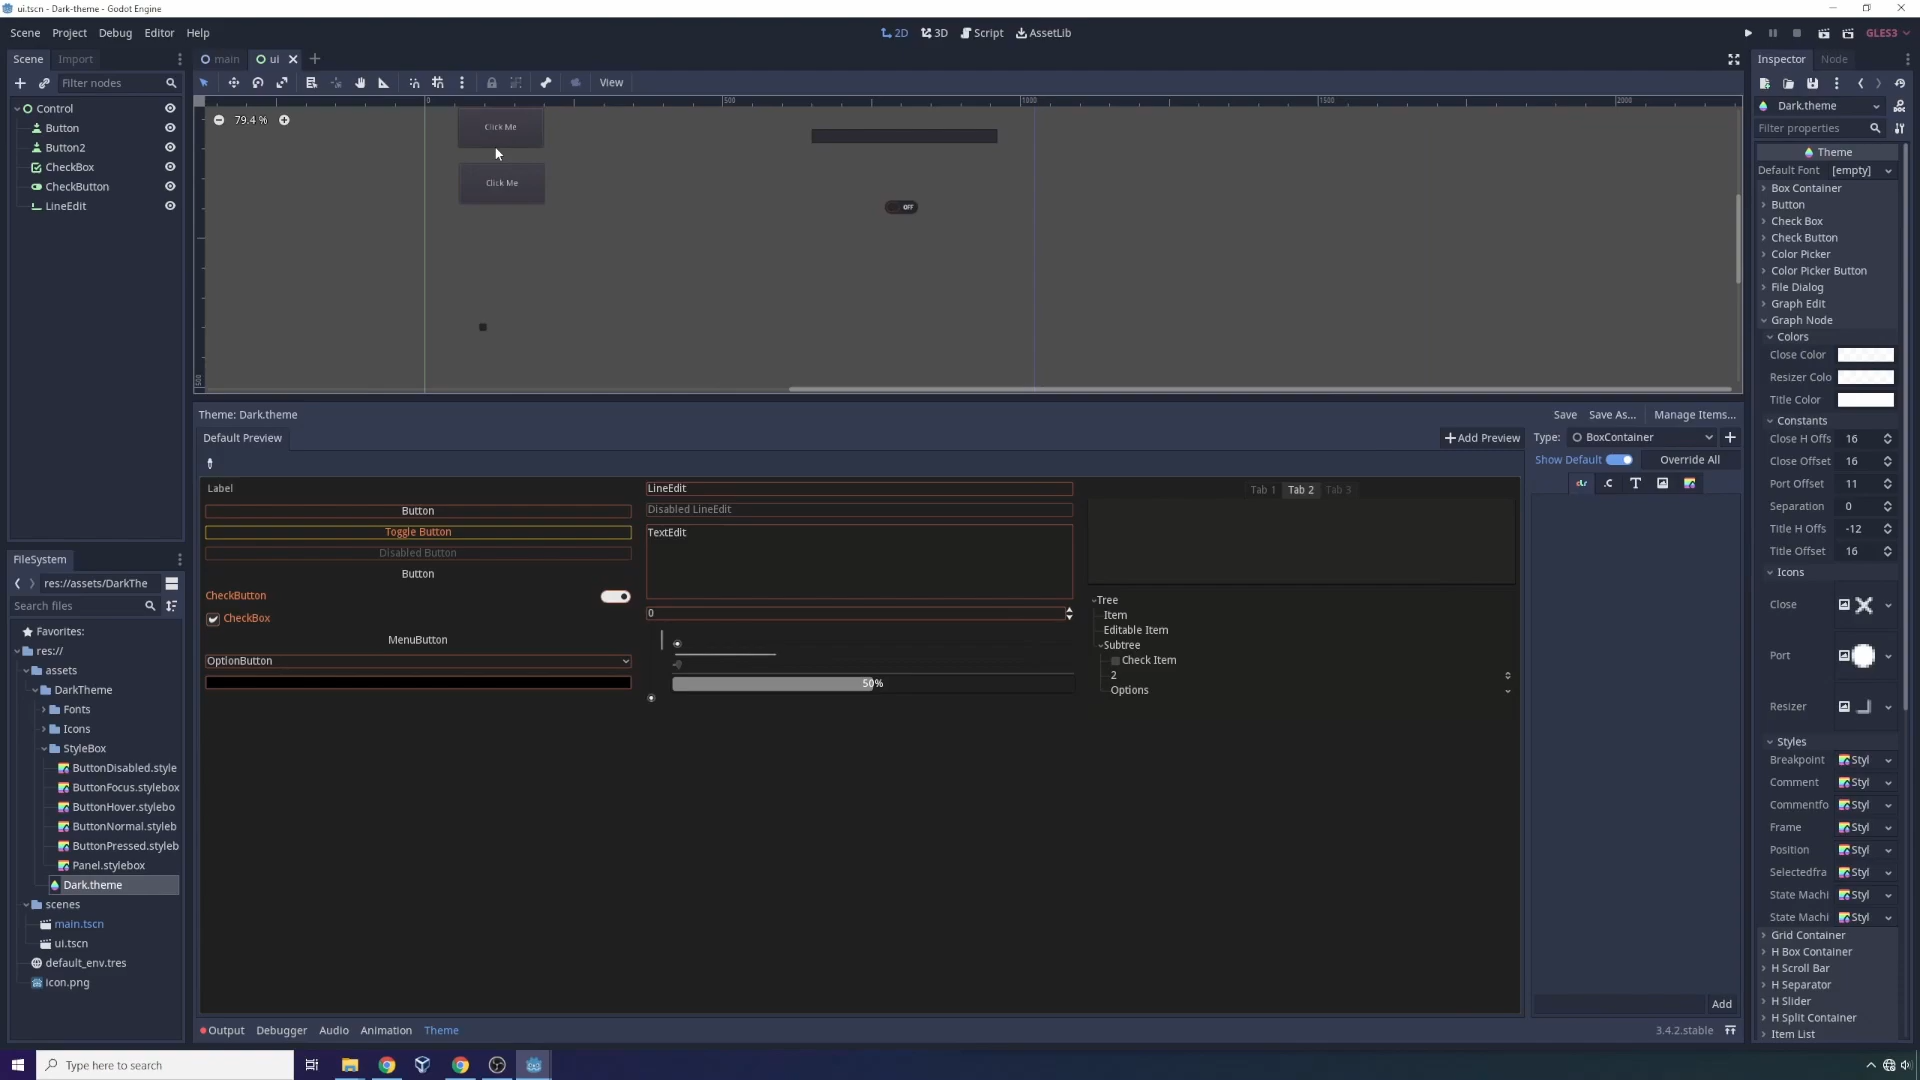 ui.tscn - Dark-theme - Godot Engine
Scene Project Debug Editor Help
2D 3D Script AssetLib
GLES3
Scene Import
Filter nodes
Control
Button
Button2
CheckBox
CheckButton
LineEdit
main ui
View
0 500 1000 1500 2000
500
79.4 %
Click Me
Click Me
OFF
Theme: Dark.theme
Save Save As... Manage Items...
Default Preview
Add Preview
Type: BoxContainer
Show Default Override All
Label
Button
Toggle Button
Disabled Button
Button
CheckButton
CheckBox
MenuButton
OptionButton
LineEdit
Disabled LineEdit
TextEdit
0
50%
Tab 1 Tab 2 Tab 3
Tree
Item
Editable Item
Subtree
Check Item
2
Options
Add
Output Debugger Audio Animation Theme
3.4.2.stable
FileSystem
res://assets/DarkThe
Search files
Favorites:
res://
assets
DarkTheme
Fonts
Icons
StyleBox
ButtonDisabled.style
ButtonFocus.stylebox
ButtonHover.stylebo
ButtonNormal.styleb
ButtonPressed.styleb
Panel.stylebox
Dark.theme
scenes
main.tscn
ui.tscn
default_env.tres
icon.png
Inspector Node
Dark.theme
Filter properties
Theme
Default Font [empty]
Box Container
Button
Check Box
Check Button
Color Picker
Color Picker Button
File Dialog
Graph Edit
Graph Node
Colors
Close Color
Resizer Colo
Title Color
Constants
Close H Offs 16
Close Offset 16
Port Offset 11
Separation 0
Title H Offs -12
Title Offset 16
Icons
Close
Port
Resizer
Styles
Breakpoint Styl
Comment Styl
Commentfo Styl
Frame Styl
Position Styl
Selectedfra Styl
State Machi Styl
State Machi Styl
Grid Container
H Box Container
H Scroll Bar
H Separator
H Slider
H Split Container
Item List
Type here to search